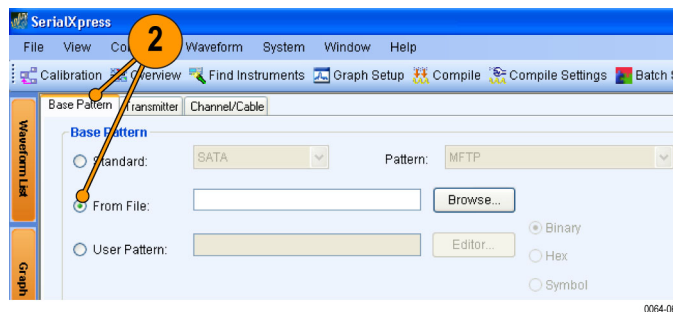 SerialXpress
File View Co Waveform System Window Help
2
Calibration Overview Find Instruments Graph Setup Compile Compile Settings Batch
Base Pattern Transmitter Channel/Cable
Waveform List
Base Pattern
Standard: SATA Pattern: MFTP
From File: Browse...
User Pattern: Editor...
Binary
Hex
Symbol
Graph
0064-0